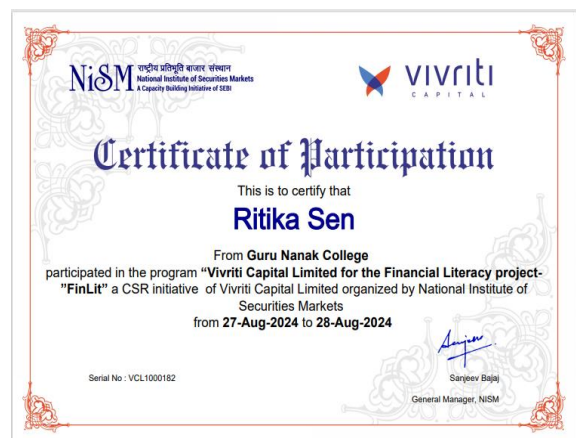 NiSM
राष्ट्रीय प्रतिभूति बाजार संस्थान
National Institute of Securities Markets
A Capacity Building Initiative of SEBI
vivriti
CAPITAL
Certificate of Participation
This is to certify that
Ritika Sen
From Guru Nanak College
participated in the program “Vivriti Capital Limited for the Financial Literacy project-
”FinLit” a CSR initiative of Vivriti Capital Limited organized by National Institute of
Securities Markets
from 27-Aug-2024 to 28-Aug-2024
Serial No : VCL1000182
Sanjeev Bajaj
General Manager, NISM